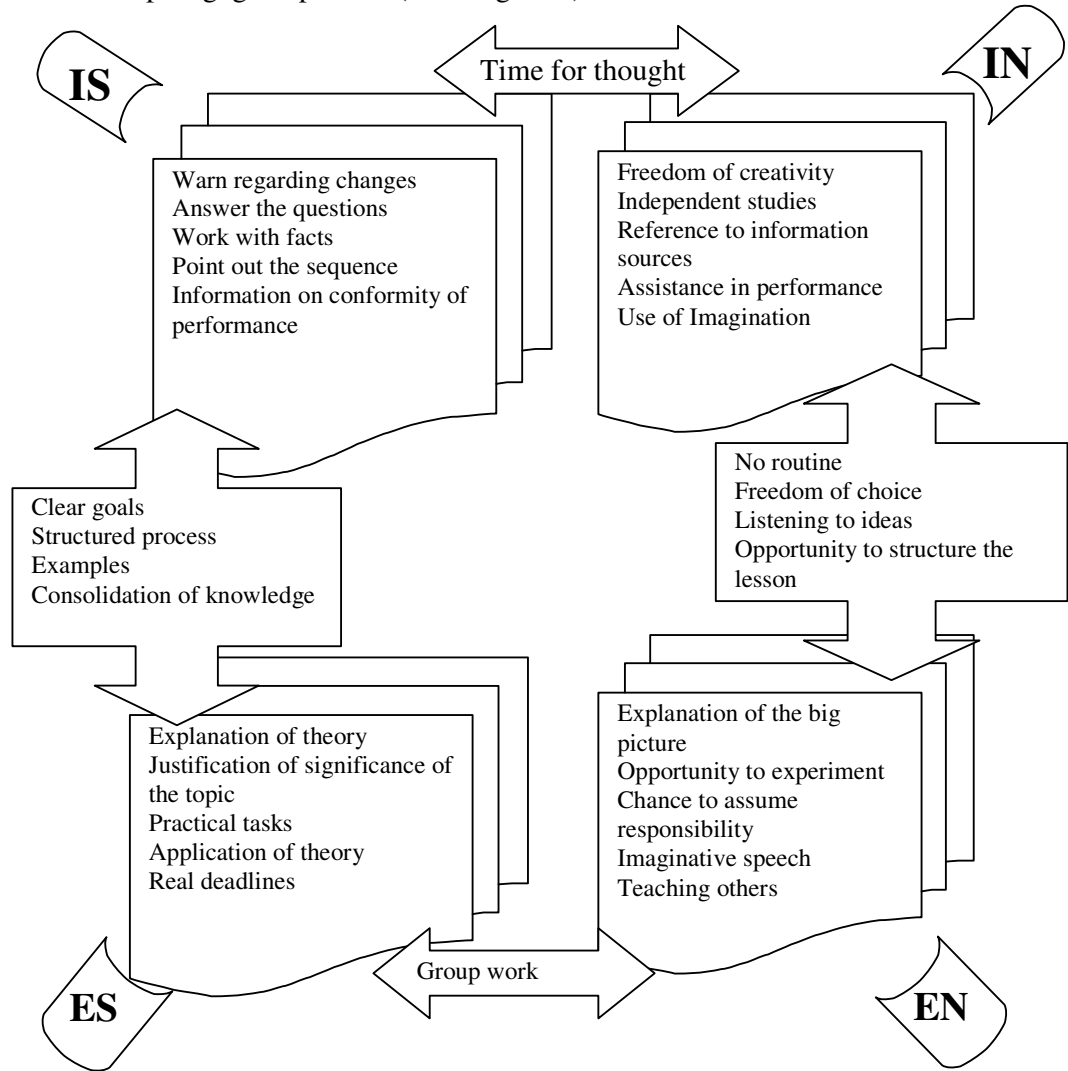 IS
Time for thought
IN
Warn regarding changes
Answer the questions
Work with facts
Point out the sequence
Information on conformity of
performance
Freedom of creativity
Independent studies
Reference to information
sources
Assistance in performance
Use of Imagination
Clear goals
Structured process
Examples
Consolidation of knowledge
No routine
Freedom of choice
Listening to ideas
Opportunity to structure the
lesson
Explanation of theory
Justification of significance of
the topic
Practical tasks
Application of theory
Real deadlines
Explanation of the big
picture
Opportunity to experiment
Chance to assume
responsibility
Imaginative speech
Teaching others
Group work
ES
EN